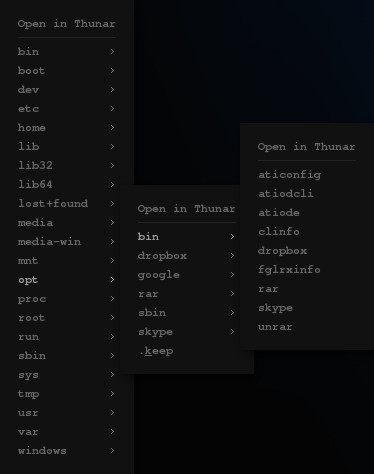 Open in Thunar
bin
boot
dev
etc
home
lib
lib32
lib64
lost+found
media
media-win
mnt
opt
proc
root
run
sbin
sys
tmp
usr
var
windows
Open in Thunar
bin
dropbox
google
rar
sbin
skype
.keep
Open in Thunar
aticonfig
atiodcli
atiode
clinfo
dropbox
fglrxinfo
rar
skype
unrar